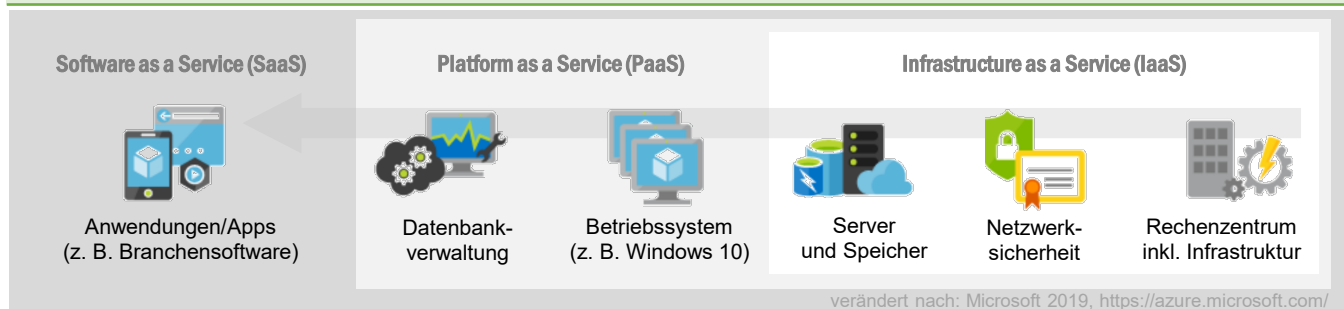 Software as a Service (SaaS)
Platform as a Service (PaaS)
Infrastructure as a Service (IaaS)
Anwendungen/Apps
(z. B. Branchensoftware)
Datenbank-
verwaltung
Betriebssystem
(z. B. Windows 10)
Server
und Speicher
Netzwerk-
sicherheit
Rechenzentrum
inkl. Infrastruktur
verändert nach: Microsoft 2019, https://azure.microsoft.com/